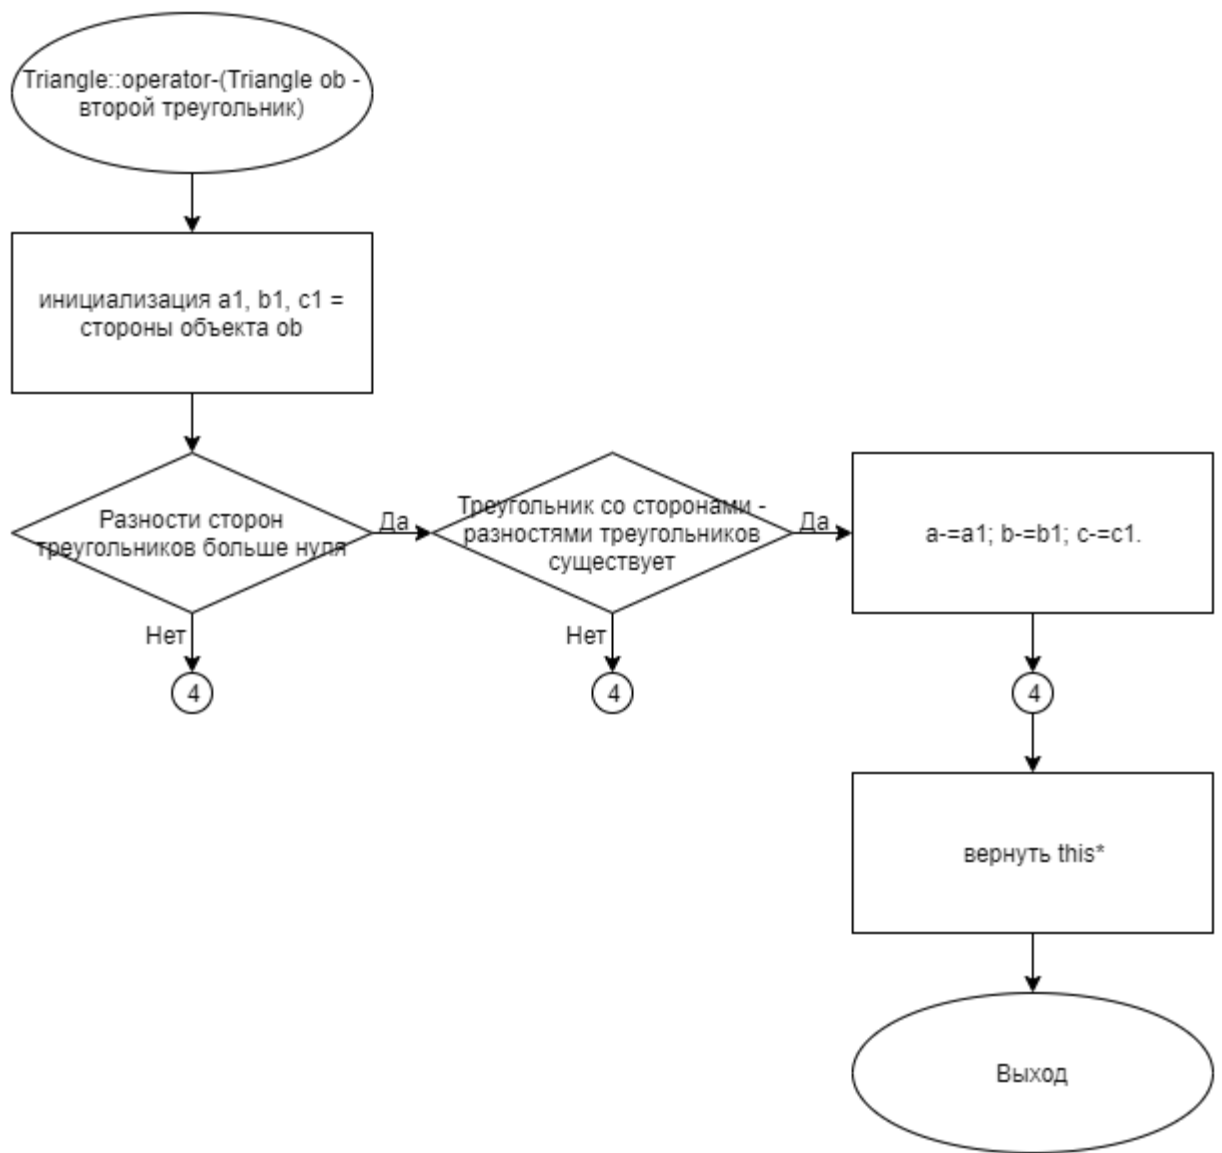 Triangle::operator-(Triangle ob -
второй треугольник)
инициализация a1, b1, c1 =
стороны объекта ob
Разности сторон
треугольников больше нуля
Да
Треугольник со сторонами -
разностями треугольников
существует
Да
a-=a1; b-=b1; c-=c1.
Нет
Нет
4
4
4
вернуть this*
Выход